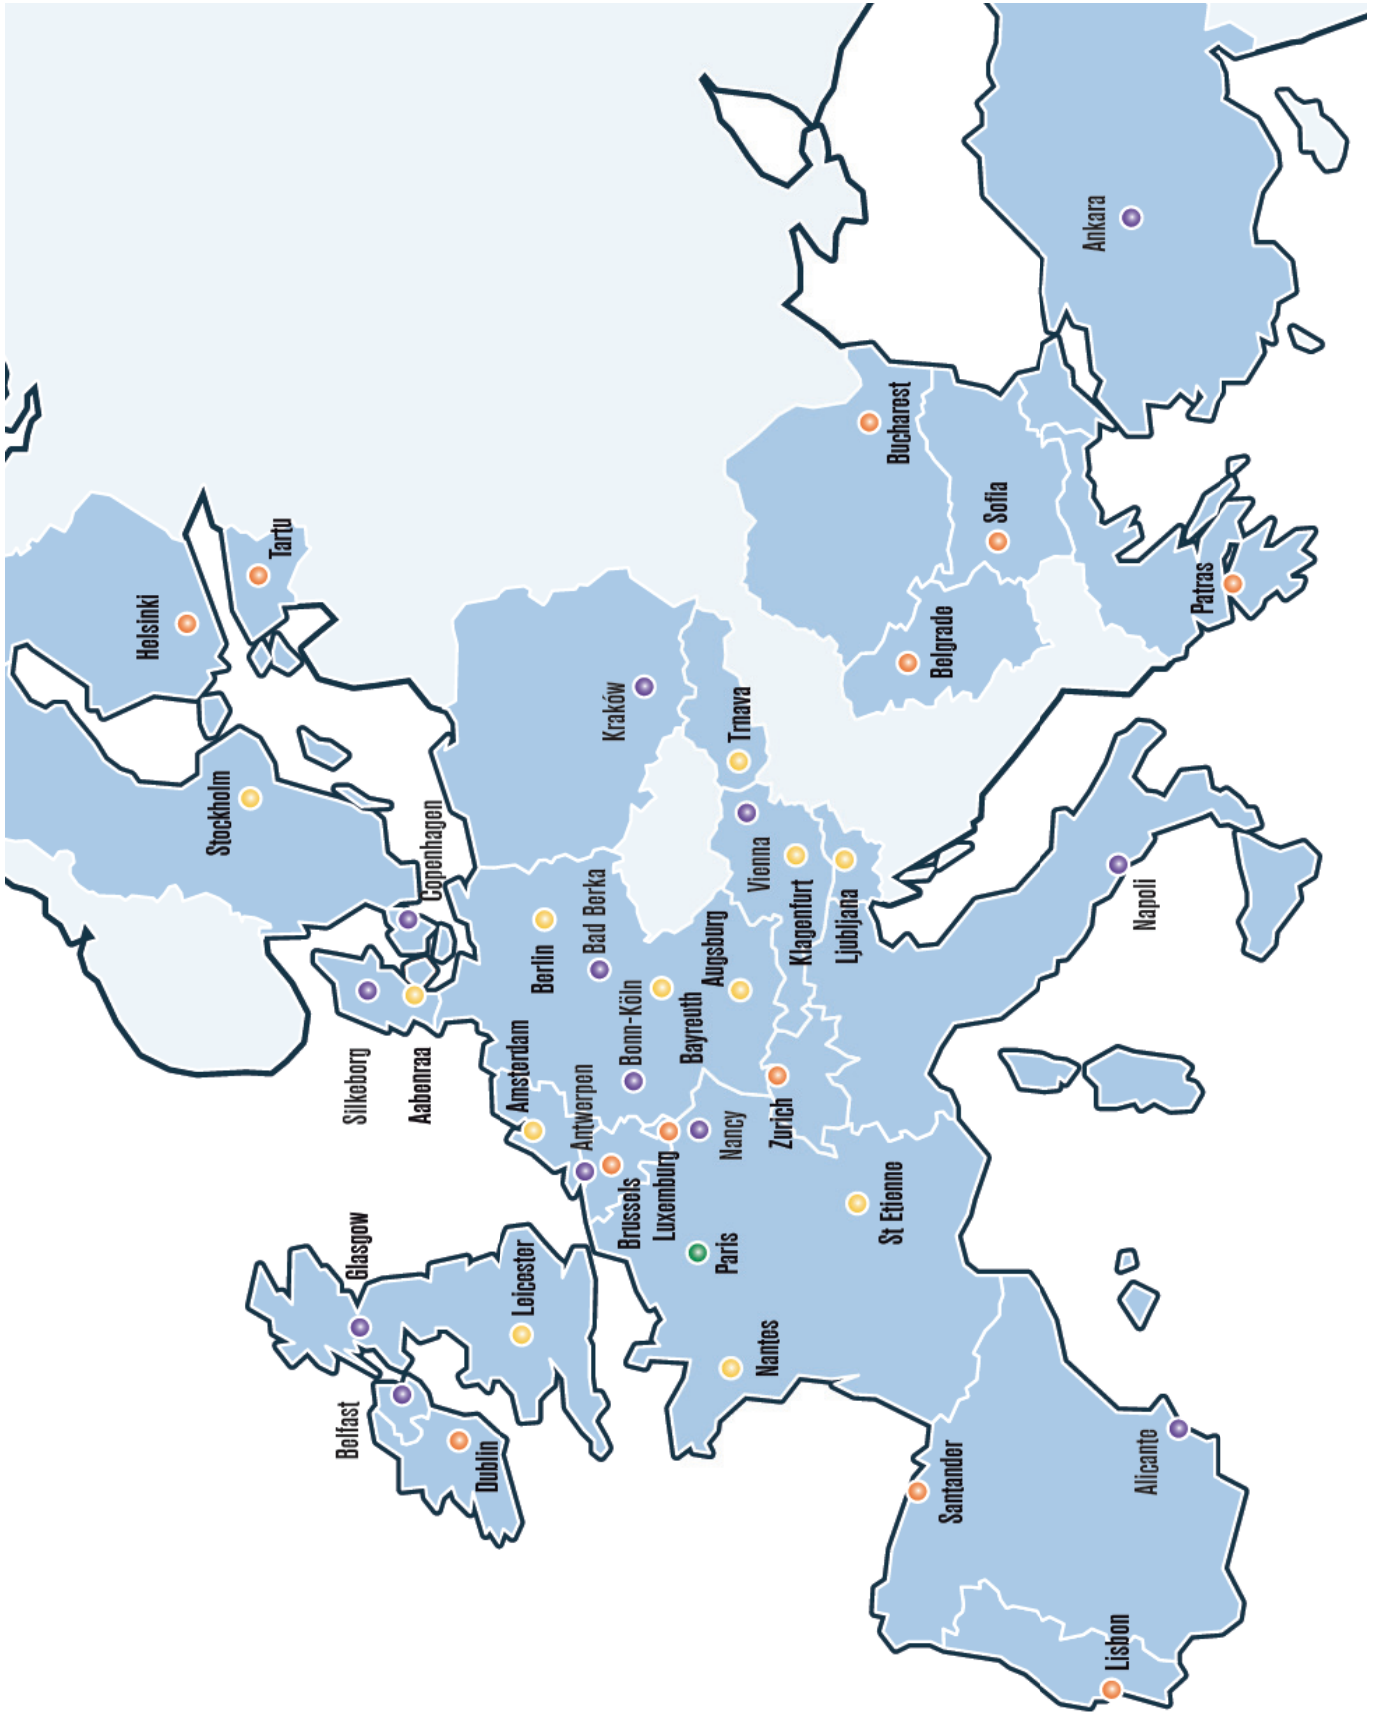 Helsinki
Tartu
Stockholm
Copenhagen
Silkeborg
Aabenraa
Glasgow
Belfast
Dublin
Leicester
Amsterdam
Antwerpen
Brussels
Luxemburg
Berlin
Bad Berka
Bonn-Köln
Bayreuth
Augsburg
Kraków
Trnava
Vienna
Klagenfurt
Ljubljana
Nancy
Zurich
Paris
Nantes
St Etienne
Santander
Alicante
Lisbon
Napoli
Belgrade
Bucharest
Sofia
Patras
Ankara